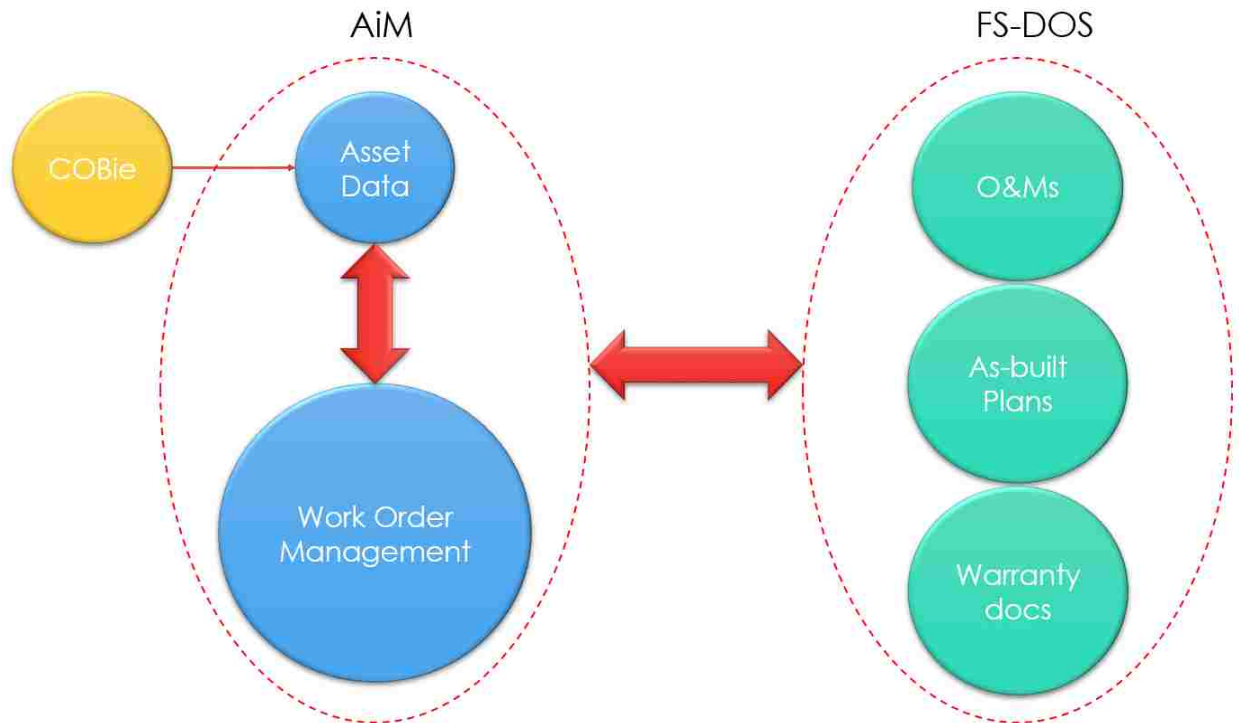 AiM
FS-DOS
COBie
Asset
Data
Work Order
Management
O&Ms
As-built
Plans
Warranty
docs